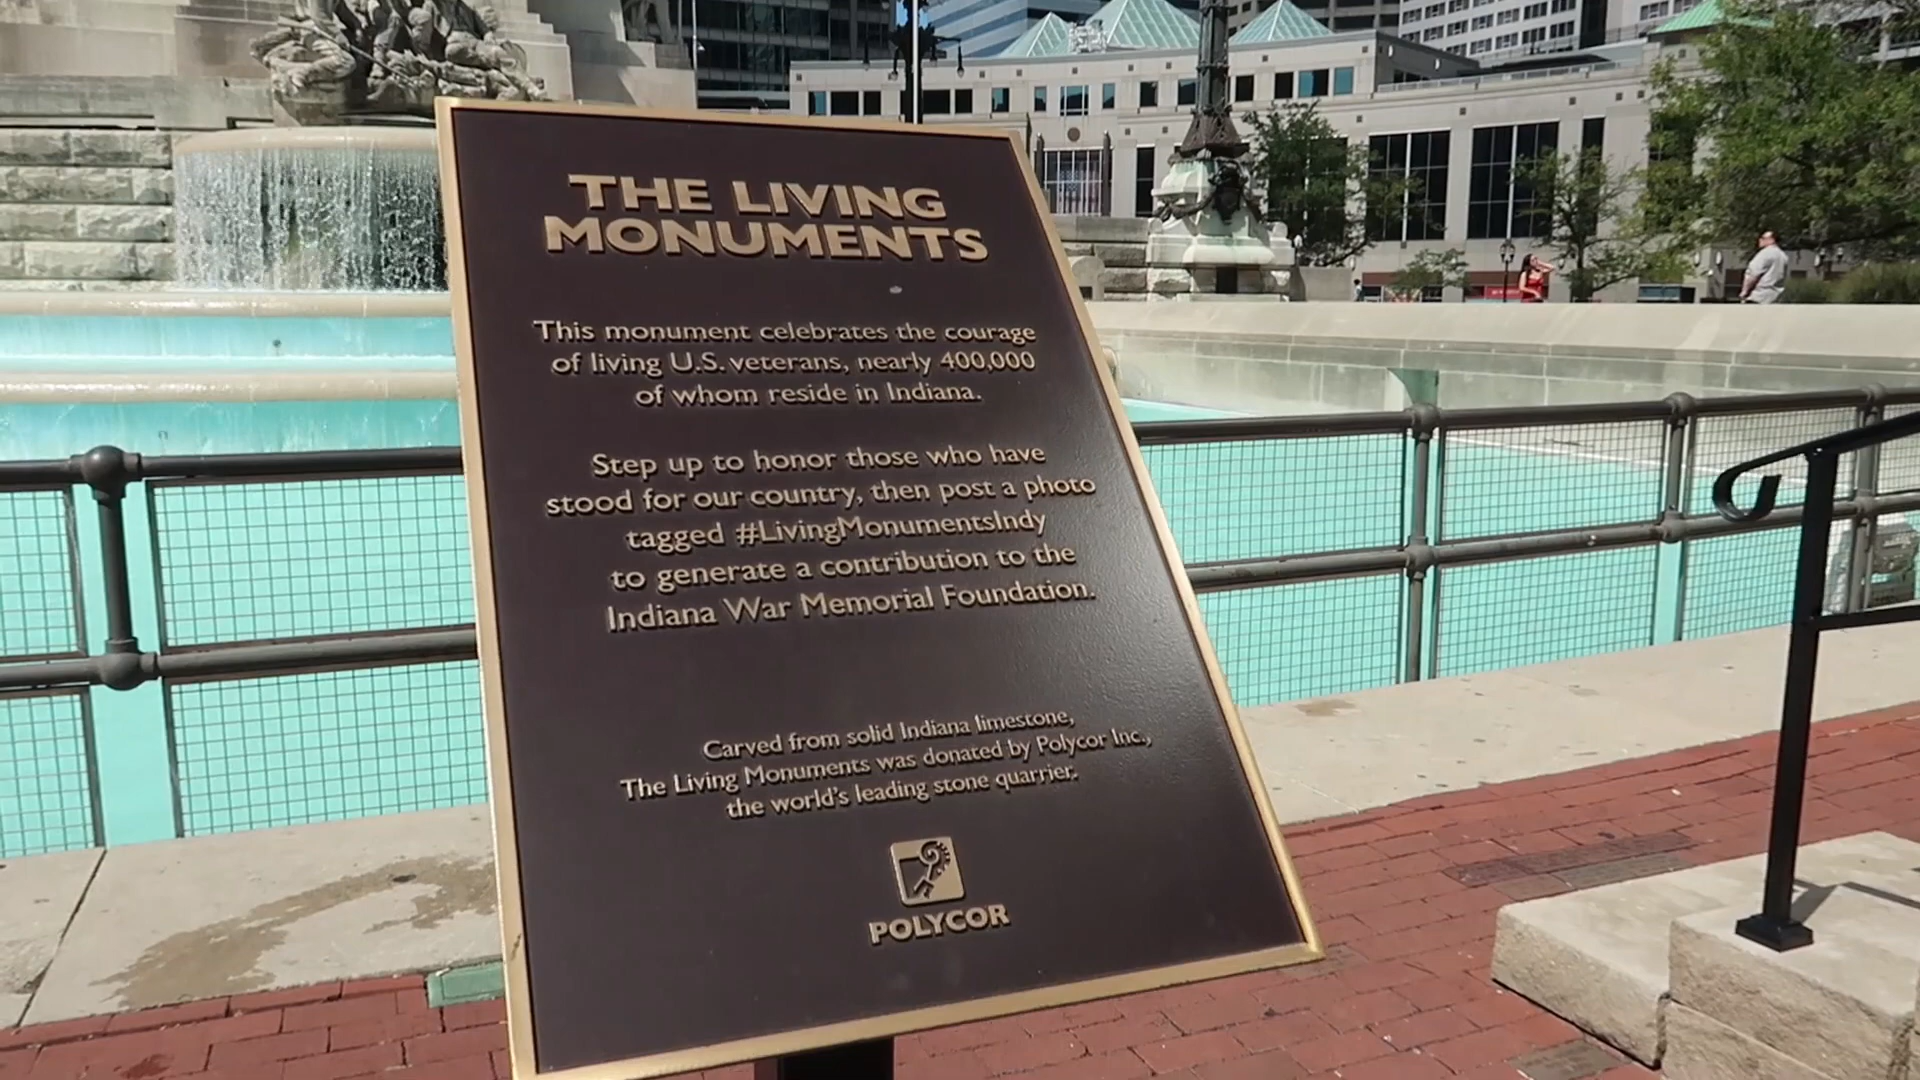 THE LIVING
MONUMENTS
This monument celebrates the courage
of living U.S. veterans, nearly 400,000
of whom reside in Indiana.
Step up to honor those who have
stood for our country, then post a photo
tagged #LivingMonumentsIndy
to generate a contribution to the
Indiana War Memorial Foundation.
Carved from solid Indiana limestone,
The Living Monuments was donated by Polycor Inc.,
the world's leading stone quarrier.
POLYCOR